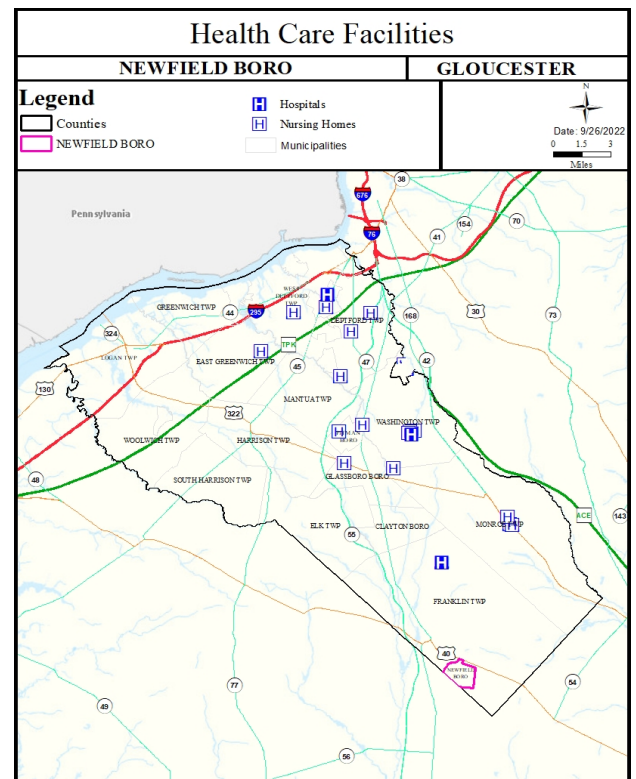 Health Care Facilities
NEWFIELD BORO
GLOUCESTER
Legend
Counties
NEWFIELD BORO
H Hospitals
H Nursing Homes
Municipalities
N
Date: 9/26/2022
0 1.5 3
Miles
38
676
Pennsylvania
70
154
76
41
WEST
DEPTFORD
TWP
GREENWICH TWP
44
295
168
30
73
DEPTFORD TWP
324
LOGAN TWP
TPK
EAST GREENWICH TWP
45
47
42
130
MANTUA TWP
322
WASHINGTON TWP
WOOLWICH TWP
HARRISON TWP
BORO
48
SOUTH HARRISON TWP
GLASSBORO BORO
ELK TWP
CLAYTON BORO
55
MONROE TWP
ACE
143
FRANKLIN TWP
40
NEWFIELD
BORO
54
77
49
56